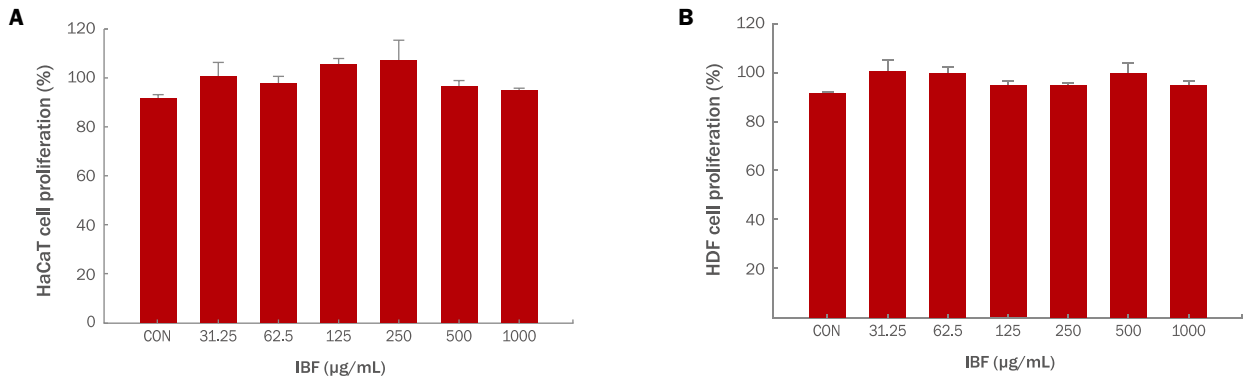 A
HaCaT cell proliferation (%)
120
100
80
60
40
20
0
CON 31.25 62.5 125 250 500 1000
IBF (µg/mL)
B
HDF cell proliferation (%)
120
100
80
60
40
20
CON 31.25 62.5 125 250 500 1000
IBF (µg/mL)